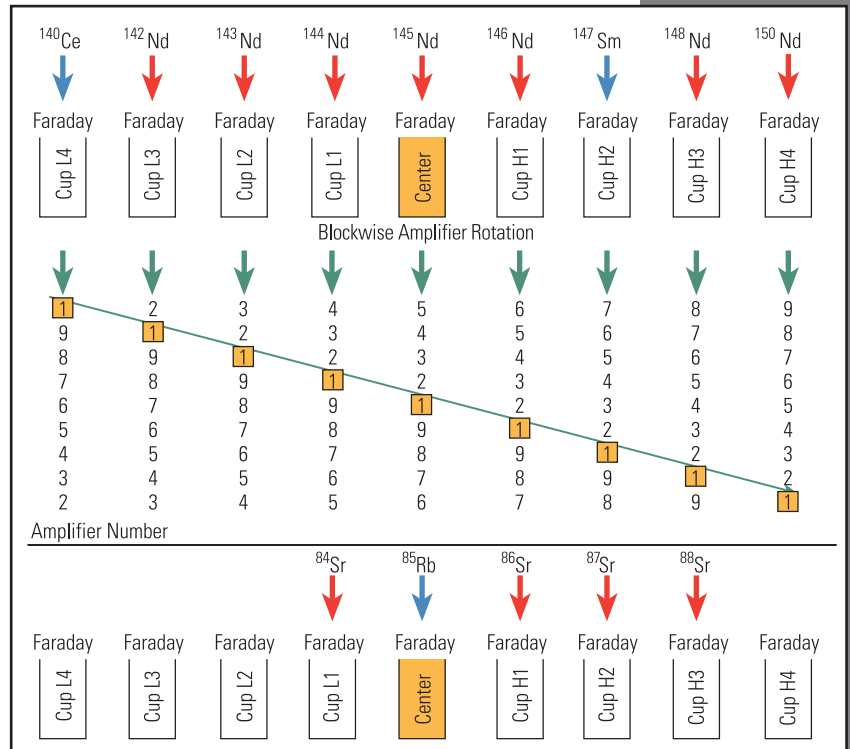 ¹⁴⁰Ce ¹⁴²Nd ¹⁴³Nd ¹⁴⁴Nd ¹⁴⁵Nd ¹⁴⁶Nd ¹⁴⁷Sm ¹⁴⁸Nd ¹⁵⁰Nd
Faraday Faraday Faraday Faraday Faraday Faraday Faraday Faraday Faraday
Cup L4 Cup L3 Cup L2 Cup L1 Center Cup H1 Cup H2 Cup H3 Cup H4
Blockwise Amplifier Rotation
1 2 3 4 5 6 7 8 9
9 1 2 3 4 5 6 7 8
8 9 1 2 3 4 5 6 7
7 8 9 1 2 3 4 5 6
6 7 8 9 1 2 3 4 5
5 6 7 8 9 1 2 3 4
4 5 6 7 8 9 1 2 3
3 4 5 6 7 8 9 1 2
2 3 4 5 6 7 8 9 1
Amplifier Number
⁸⁴Sr ⁸⁵Rb ⁸⁶Sr ⁸⁷Sr ⁸⁸Sr
Faraday Faraday Faraday Faraday Faraday Faraday Faraday Faraday Faraday
Cup L4 Cup L3 Cup L2 Cup L1 Center Cup H1 Cup H2 Cup H3 Cup H4